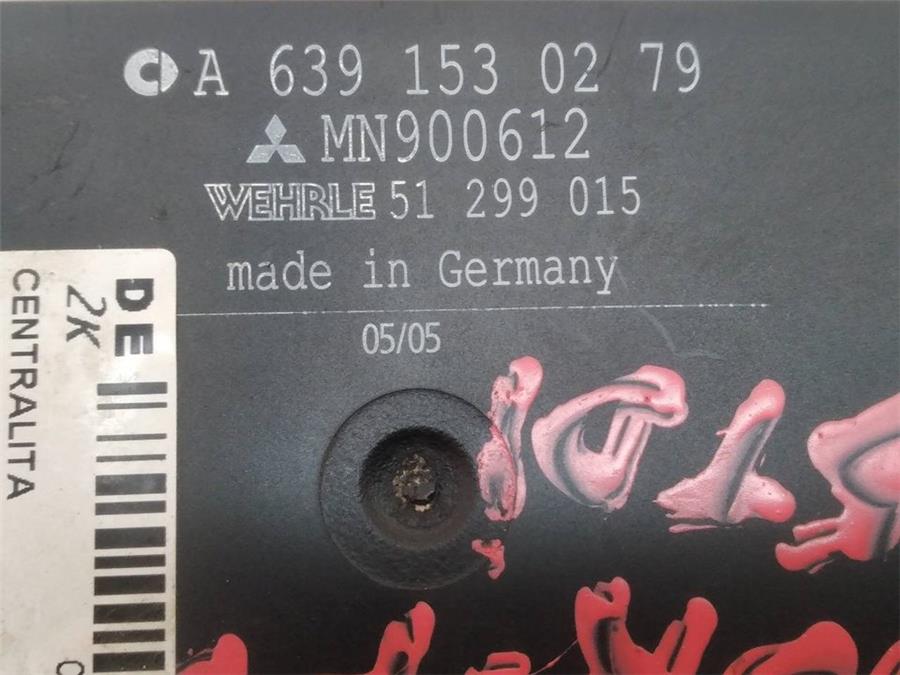 A 639 153 02 79
MN900612
WEHRLE 51 299 015
made in Germany
05/05
DE
2K
CENTRALITA